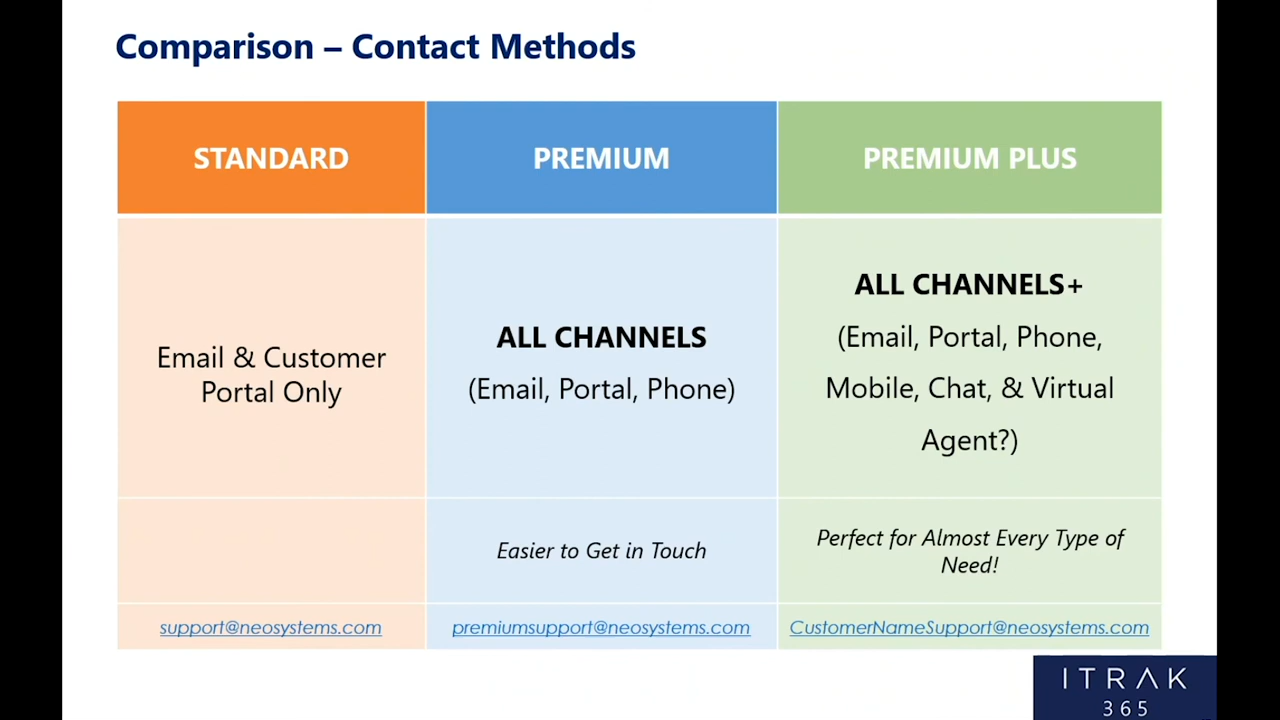 Comparison – Contact Methods
STANDARD
PREMIUM
PREMIUM PLUS
Email & Customer
Portal Only
ALL CHANNELS
(Email, Portal, Phone)
ALL CHANNELS+
(Email, Portal, Phone,
Mobile, Chat, & Virtual
Agent?)
Easier to Get in Touch
Perfect for Almost Every Type of
Need!
support@neosystems.com
premiumsupport@neosystems.com
CustomerNameSupport@neosystems.com
ITRAK
365